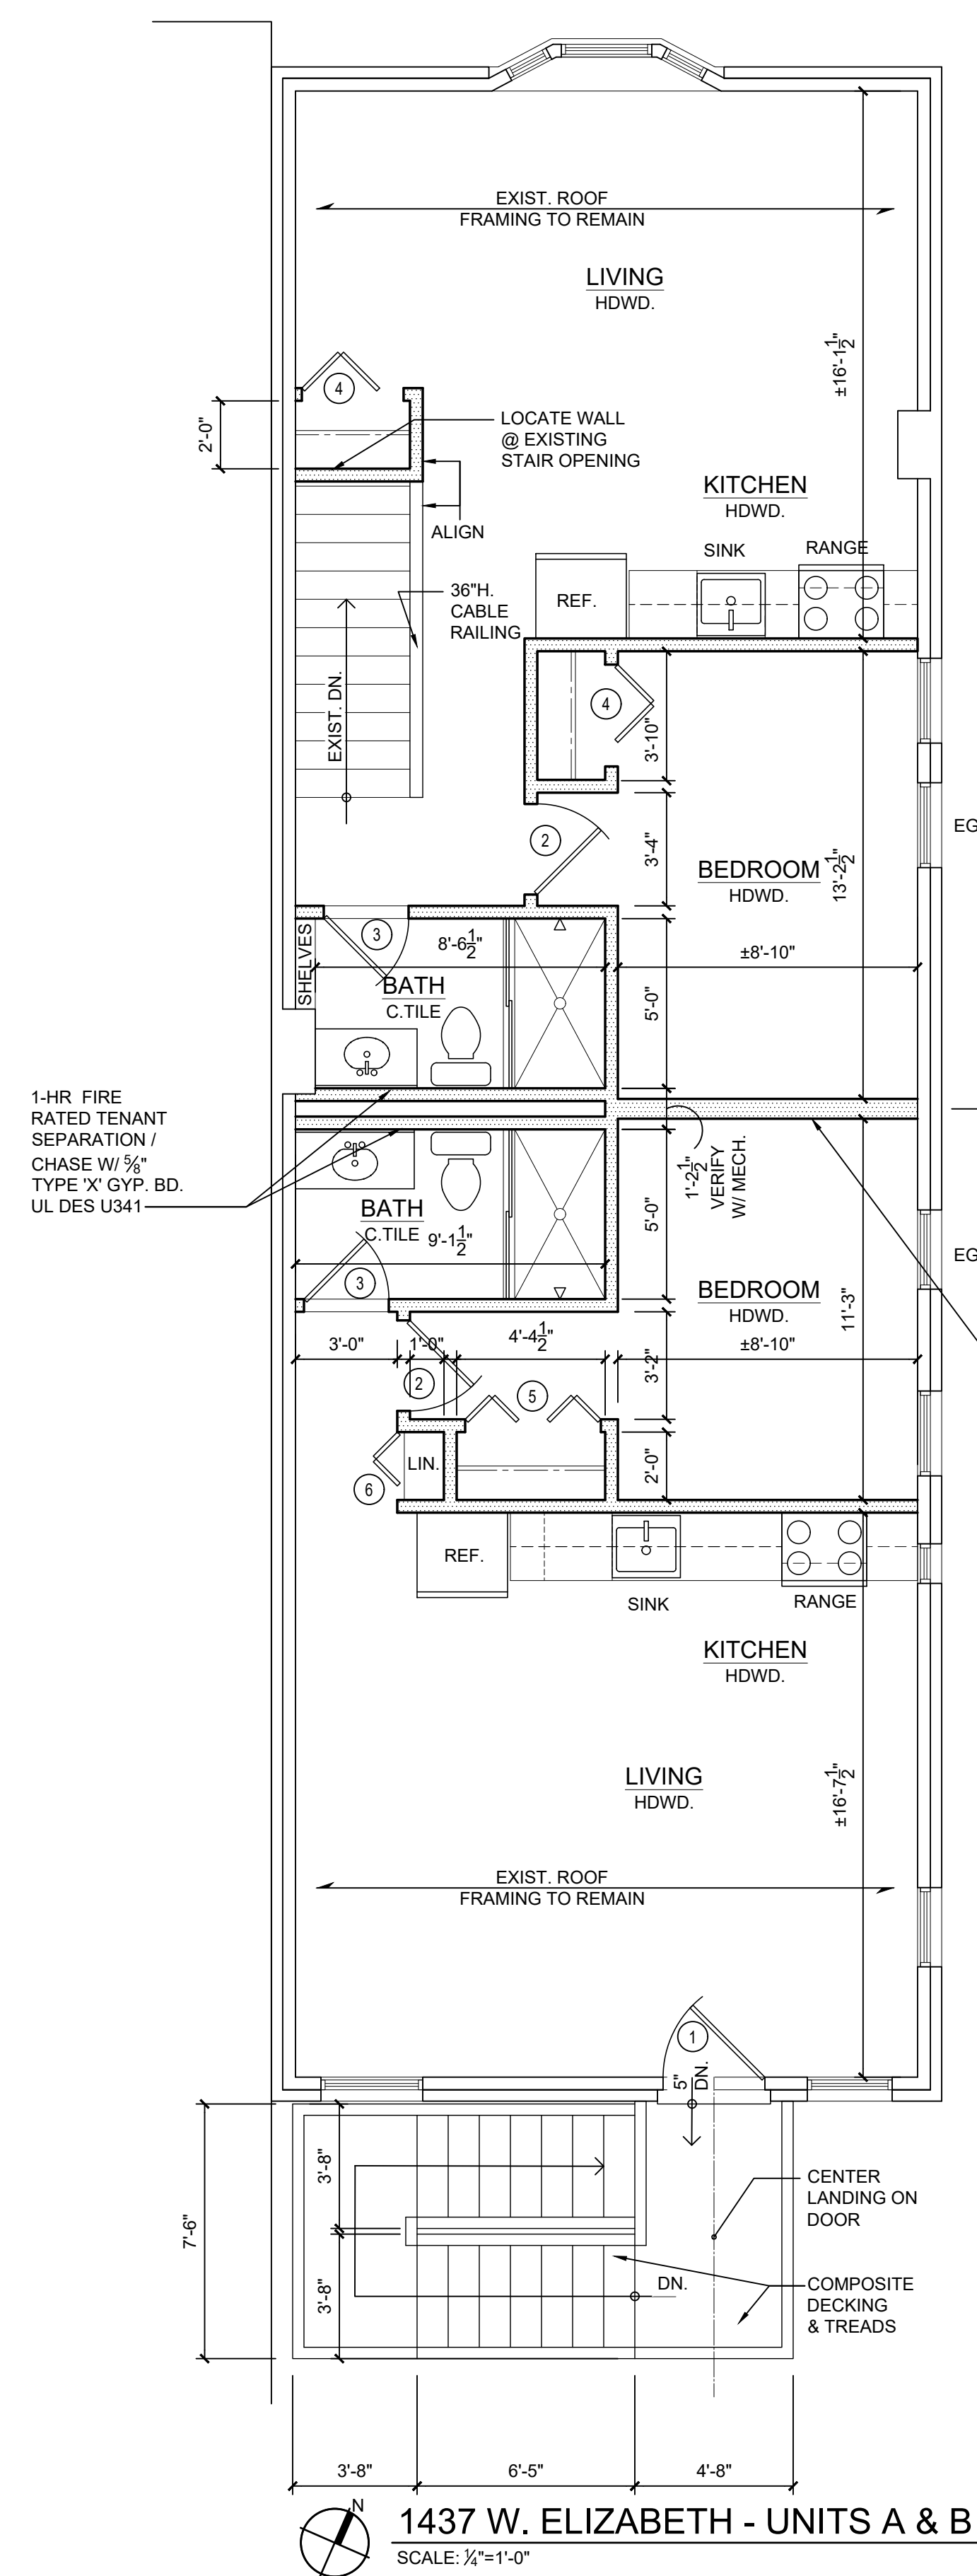 EXIST. ROOF
FRAMING TO REMAIN
LIVING
HDWD.
±16'-1½"
4
2'-0"
LOCATE WALL
@ EXISTING
STAIR OPENING
ALIGN
KITCHEN
HDWD.
SINK
RANGE
REF.
36"H.
CABLE
RAILING
EXIST. DN.
4
3'-10"
2
3'-4"
EG
BEDROOM
HDWD.
13'-2½"
SHELVES
3
8'-6½"
±8'-10"
BATH
C.TILE
5'-0"
1-HR FIRE
RATED TENANT
SEPARATION /
CHASE W/ ⅝"
TYPE 'X' GYP. BD.
UL DES U341
1'-2½"
VERIFY
W/ MECH.
BATH
C.TILE
9'-1½"
5'-0"
EG
3
BEDROOM
HDWD.
11'-3"
3'-0"
1'-0"
4'-4½"
3'-2"
±8'-10"
2
5
LIN.
6
2'-0"
REF.
SINK
RANGE
KITCHEN
HDWD.
LIVING
HDWD.
±16'-7½"
EXIST. ROOF
FRAMING TO REMAIN
1
5"
DN.
3'-8"
7'-6"
3'-8"
CENTER
LANDING ON
DOOR
DN.
COMPOSITE
DECKING
& TREADS
3'-8"
6'-5"
4'-8"
N
1437 W. ELIZABETH - UNITS A & B
SCALE: ¼"=1'-0"